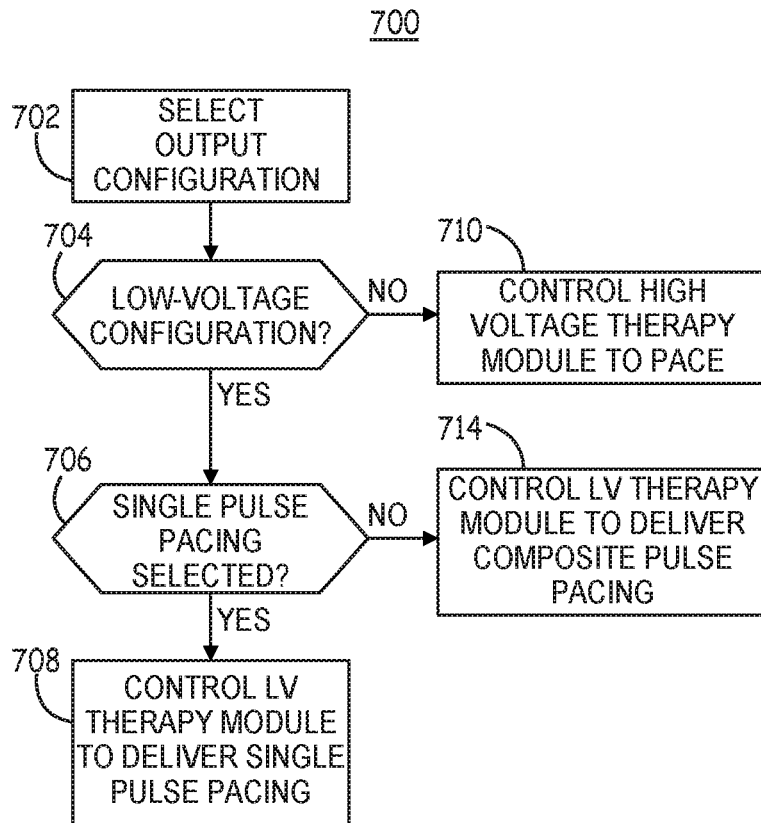 700
702
SELECT
OUTPUT
CONFIGURATION
704
LOW-VOLTAGE
CONFIGURATION?
NO
710
CONTROL HIGH
VOLTAGE THERAPY
MODULE TO PACE
YES
706
SINGLE PULSE
PACING
SELECTED?
NO
714
CONTROL LV THERAPY
MODULE TO DELIVER
COMPOSITE PULSE
PACING
YES
708
CONTROL LV
THERAPY MODULE
TO DELIVER SINGLE
PULSE PACING